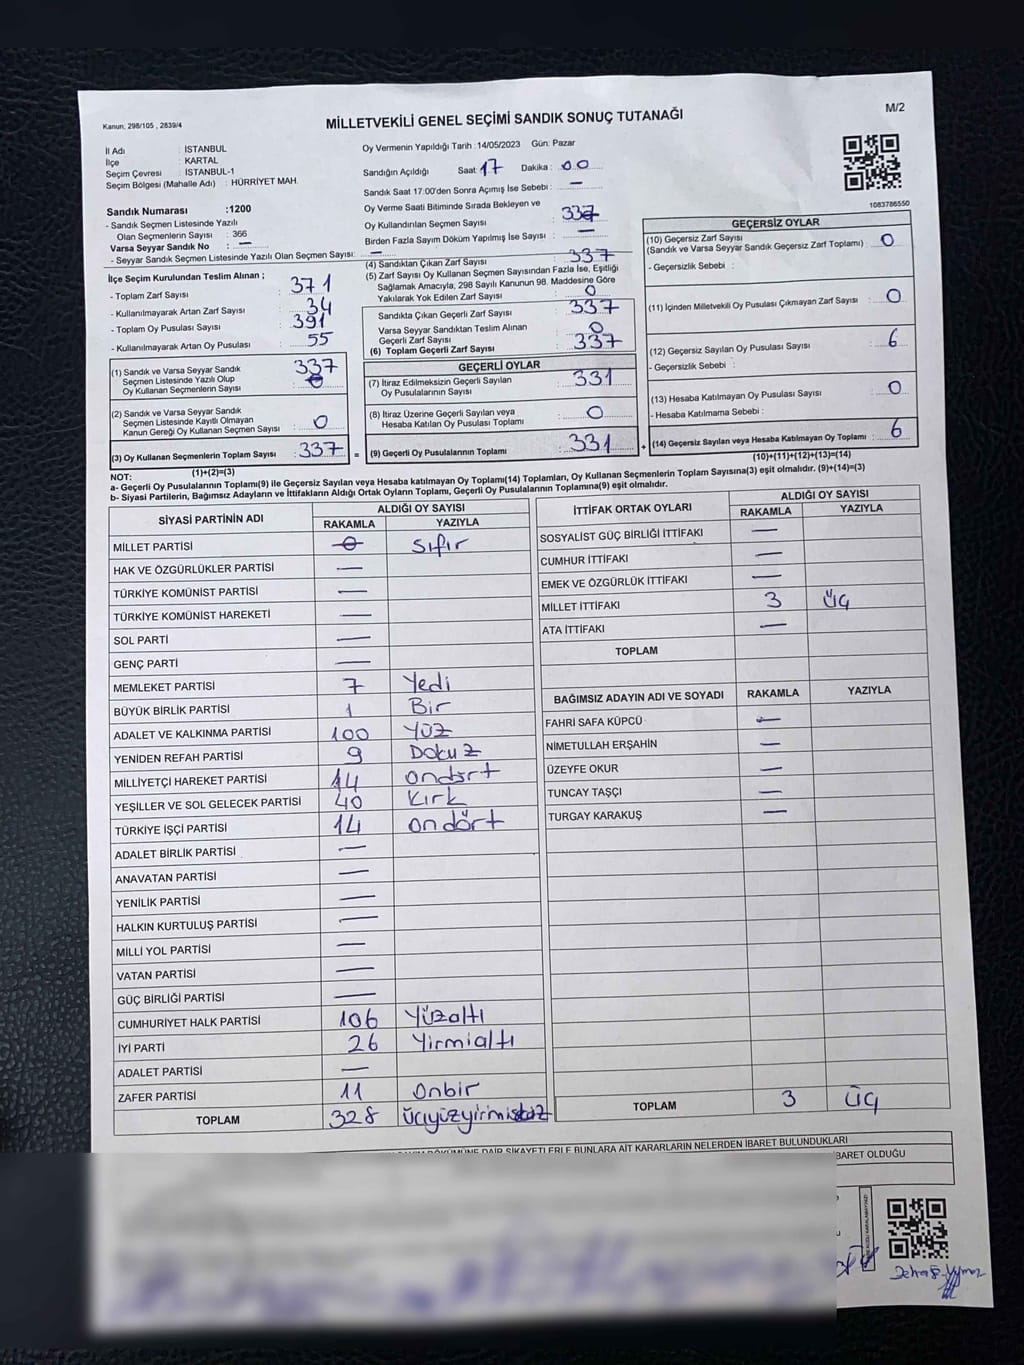 Kanun; 298/105 , 2839/4
MİLLETVEKİLİ GENEL SEÇİMİ SANDIK SONUÇ TUTANAĞI
M/2
İl Adı : İSTANBUL
İlçe : KARTAL
Seçim Çevresi : İSTANBUL-1
Seçim Bölgesi (Mahalle Adı) : HÜRRİYET MAH.
Sandık Numarası :1200
- Sandık Seçmen Listesinde Yazılı
Olan Seçmenlerin Sayısı : 366
Varsa Seyyar Sandık No : —
- Seyyar Sandık Seçmen Listesinde Yazılı Olan Seçmen Sayısı: —
Oy Vermenin Yapıldığı Tarih : 14/05/2023 Gün: Pazar
Sandığın Açıldığı Saat : 17 Dakika : 00
Sandık Saat 17:00'den Sonra Açımış İse Sebebi : —
Oy Verme Saati Bitiminde Sırada Bekleyen ve
Oy Kullandırılan Seçmen Sayısı : 337
Birden Fazla Sayım Döküm Yapılmış İse Sayısı : —
1083786550
İlçe Seçim Kurulundan Teslim Alınan ;
- Toplam Zarf Sayısı : 371
- Kullanılmayarak Artan Zarf Sayısı : 34
- Toplam Oy Pusulası Sayısı : 391
- Kullanılmayarak Artan Oy Pusulası : 55
(1) Sandık ve Varsa Seyyar Sandık
Seçmen Listesinde Yazılı Olup
Oy Kullanan Seçmenlerin Sayısı : 337
(2) Sandık ve Varsa Seyyar Sandık
Seçmen Listesinde Kayıtlı Olmayan
Kanun Gereği Oy Kullanan Seçmen Sayısı : 0
(3) Oy Kullanan Seçmenlerin Toplam Sayısı : 337 =
(1)+(2)=(3)
(4) Sandıktan Çıkan Zarf Sayısı : 337
(5) Zarf Sayısı Oy Kullanan Seçmen Sayısından Fazla İse, Eşitliği
Sağlamak Amacıyla; 298 Sayılı Kanunun 98. Maddesine Göre
Yakılarak Yok Edilen Zarf Sayısı : 0
Sandıkta Çıkan Geçerli Zarf Sayısı : 337
Varsa Seyyar Sandıktan Teslim Alınan
Geçerli Zarf Sayısı : 0
(6) Toplam Geçerli Zarf Sayısı : 337
GEÇERLİ OYLAR
(7) İtiraz Edilmeksizin Geçerli Sayılan
Oy Pusulalarının Sayısı : 331
(8) İtiraz Üzerine Geçerli Sayılan veya
Hesaba Katılan Oy Pusulası Toplamı : 0
(9) Geçerli Oy Pusulalarının Toplamı : 331 +
GEÇERSİZ OYLAR
(10) Geçersiz Zarf Sayısı
(Sandık ve Varsa Seyyar Sandık Geçersiz Zarf Toplamı) : 0
- Geçersizlik Sebebi :
(11) İçinden Milletvekili Oy Pusulası Çıkmayan Zarf Sayısı : 0
(12) Geçersiz Sayılan Oy Pusulası Sayısı : 6
- Geçersizlik Sebebi :
(13) Hesaba Katılmayan Oy Pusulası Sayısı : 0
- Hesaba Katılmama Sebebi :
(14) Geçersiz Sayılan veya Hesaba Katılmayan Oy Toplamı : 6
(10)+(11)+(12)+(13)=(14)
NOT:
a- Geçerli Oy Pusulalarının Toplamı(9) ile Geçersiz Sayılan veya Hesaba katılmayan Oy Toplamı(14) Toplamları, Oy Kullanan Seçmenlerin Toplam Sayısına(3) eşit olmalıdır. (9)+(14)=(3)
b- Siyasi Partilerin, Bağımsız Adayların ve İttifakların Aldığı Ortak Oyların Toplamı, Geçerli Oy Pusulalarının Toplamına(9) eşit olmalıdır.
SİYASİ PARTİNİN ADI ALDIĞI OY SAYISI
RAKAMLA YAZIYLA
MİLLET PARTİSİ 0 Sıfır
HAK VE ÖZGÜRLÜKLER PARTİSİ —
TÜRKİYE KOMÜNİST PARTİSİ —
TÜRKİYE KOMÜNİST HAREKETİ —
SOL PARTİ —
GENÇ PARTİ —
MEMLEKET PARTİSİ 7 Yedi
BÜYÜK BİRLİK PARTİSİ 1 Bir
ADALET VE KALKINMA PARTİSİ 100 Yüz
YENİDEN REFAH PARTİSİ 9 Dokuz
MİLLİYETÇİ HAREKET PARTİSİ 14 ondört
YEŞİLLER VE SOL GELECEK PARTİSİ 40 Kırk
TÜRKİYE İŞÇİ PARTİSİ 14 ondört
ADALET BİRLİK PARTİSİ —
ANAVATAN PARTİSİ —
YENİLİK PARTİSİ —
HALKIN KURTULUŞ PARTİSİ —
MİLLİ YOL PARTİSİ —
VATAN PARTİSİ —
GÜÇ BİRLİĞİ PARTİSİ —
CUMHURİYET HALK PARTİSİ 106 Yüzaltı
İYİ PARTİ 26 Yirmialtı
ADALET PARTİSİ —
ZAFER PARTİSİ 11 Onbir
TOPLAM 328
İTTİFAK ORTAK OYLARI ALDIĞI OY SAYISI
RAKAMLA YAZIYLA
SOSYALİST GÜÇ BİRLİĞİ İTTİFAKI —
CUMHUR İTTİFAKI —
EMEK VE ÖZGÜRLÜK İTTİFAKI —
MİLLET İTTİFAKI 3 Üç
ATA İTTİFAKI —
TOPLAM
BAĞIMSIZ ADAYIN ADI VE SOYADI RAKAMLA YAZIYLA
FAHRİ SAFA KÜPCÜ —
NİMETULLAH ERŞAHİN —
ÜZEYFE OKUR —
TUNCAY TAŞÇI —
TURGAY KARAKUŞ —
TOPLAM 3 Üç
DÖKÜMÜNE DAİR ŞİKAYETLERLE BUNLARA AİT KARARLARIN NELERDEN İBARET BULUNDUKLARI
İBARET OLDUĞU